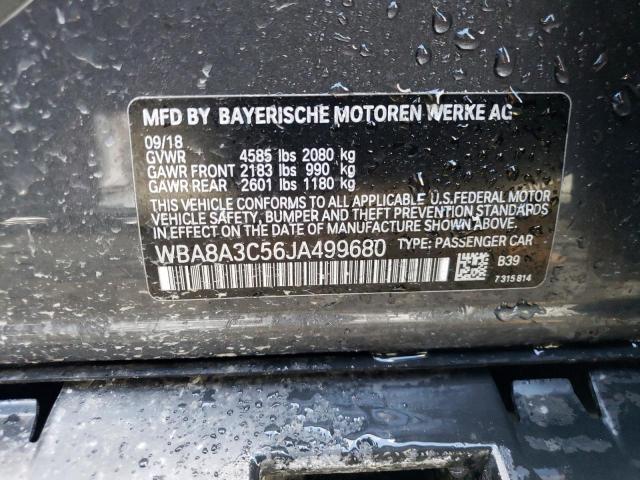 MFD BY BAYERISCHE MOTOREN WERKE AG
09/18
GVWR 4585 lbs 2080 kg
GAWR FRONT 2183 lbs 990 kg
GAWR REAR 2601 lbs 1180 kg
THIS VEHICLE CONFORMS TO ALL APPLICABLE U.S.FEDERAL MOTOR
VEHICLE SAFETY, BUMPER AND THEFT PREVENTION STANDARDS
IN EFFECT ON THE DATE OF MANUFACTURE SHOWN ABOVE.
WBA8A3C56JA499680 TYPE: PASSENGER CAR
B39
7 315 814